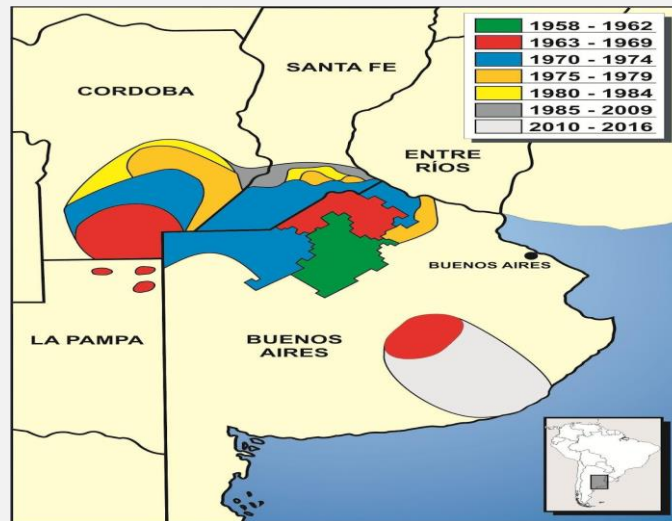 1958 - 1962
1963 - 1969
1970 - 1974
1975 - 1979
1980 - 1984
1985 - 2009
2010 - 2016
SANTA FE
CORDOBA
ENTRE
RÍOS
BUENOS AIRES
LA PAMPA
BUENOS
AIRES